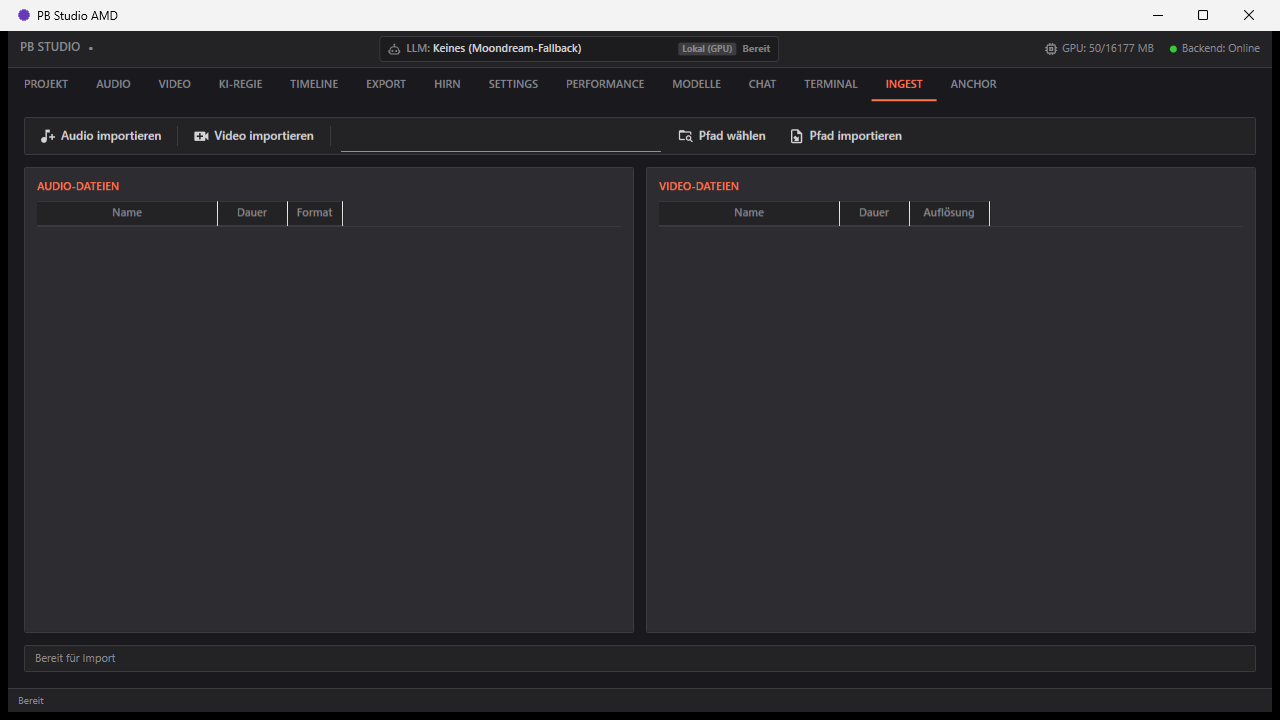 PB Studio AMD
PB STUDIO •
LLM: Keines (Moondream-Fallback) Lokal (GPU) Bereit
GPU: 50/16177 MB
Backend: Online
PROJEKT AUDIO VIDEO KI-REGIE TIMELINE EXPORT HIRN SETTINGS PERFORMANCE MODELLE CHAT TERMINAL INGEST ANCHOR
Audio importieren Video importieren Pfad wählen Pfad importieren
AUDIO-DATEIEN
Name Dauer Format
VIDEO-DATEIEN
Name Dauer Auflösung
Bereit für Import
Bereit